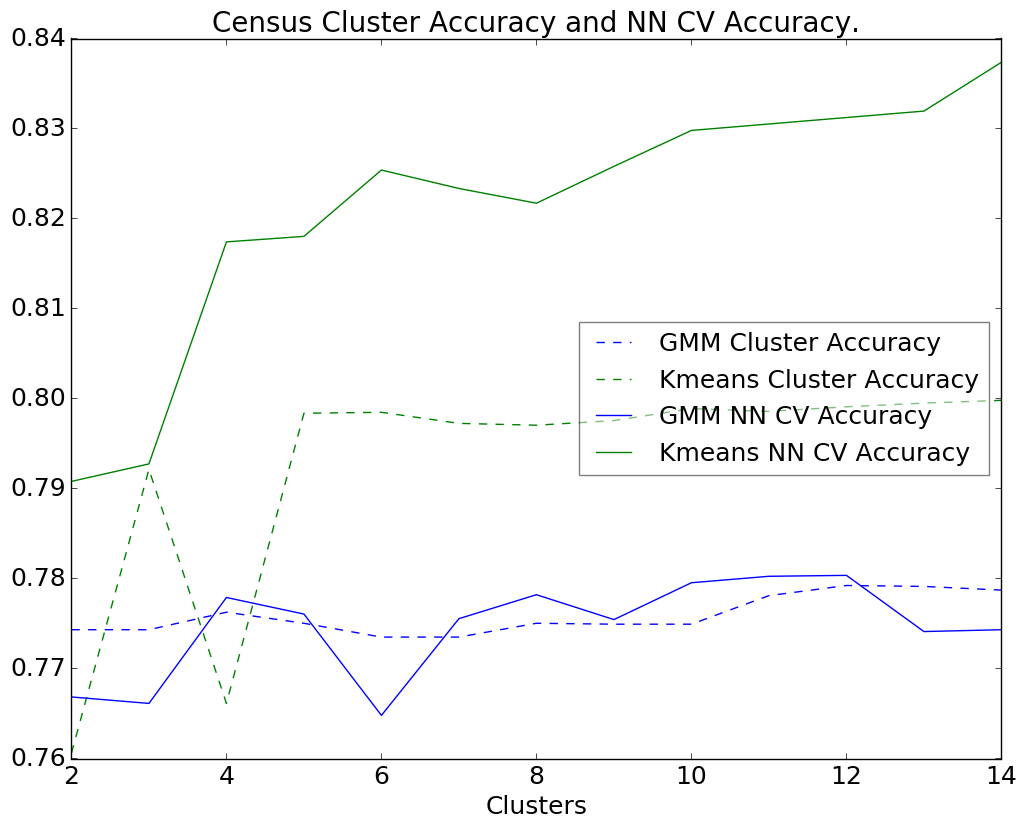 Census Cluster Accuracy and NN CV Accuracy.
0.84
0.83
0.82
0.81
0.80
0.79
0.78
0.77
0.76
GMM Cluster Accuracy
Kmeans Cluster Accuracy
GMM NN CV Accuracy
Kmeans NN CV Accuracy
2 4 6 8 10 12 14
Clusters